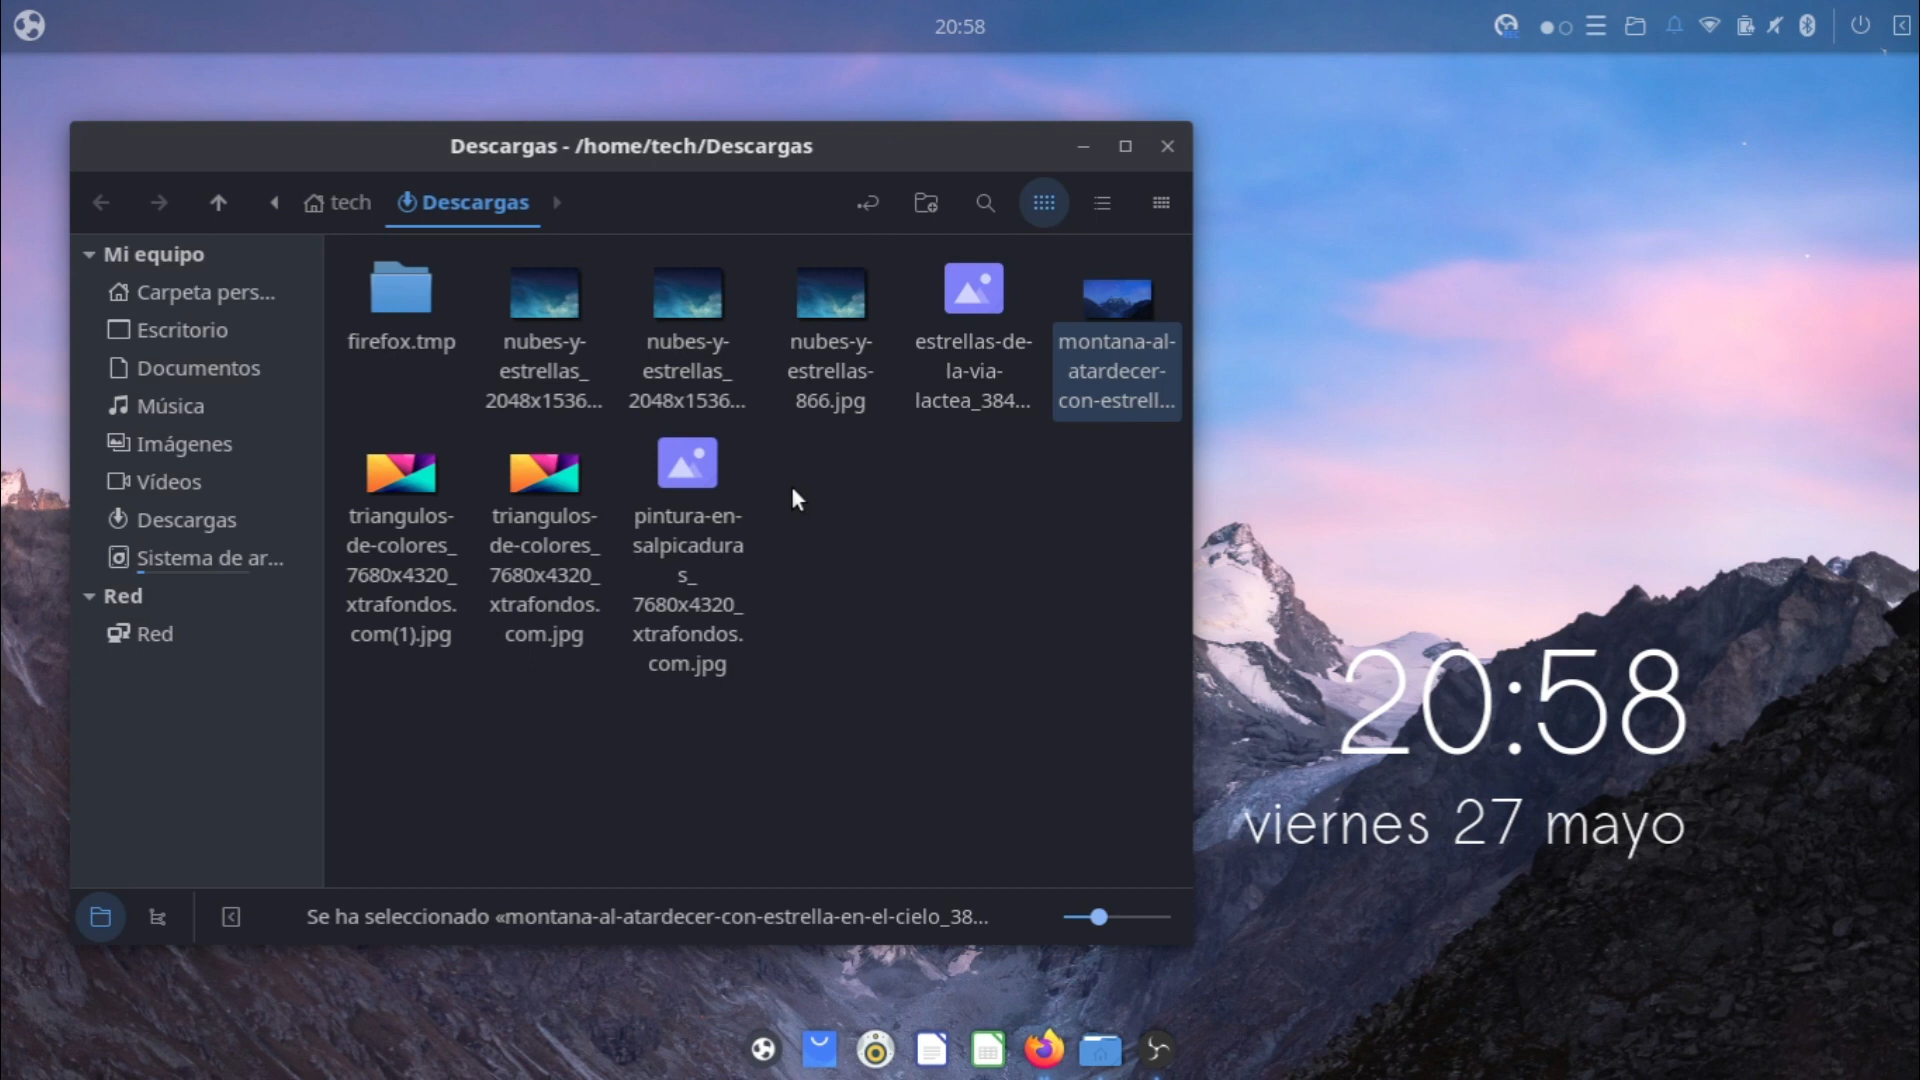 20:58
REC
Descargas - /home/tech/Descargas
tech
Descargas
Mi equipo
Carpeta pers...
Escritorio
Documentos
Música
Imágenes
Vídeos
Descargas
Sistema de ar...
Red
Red
firefox.tmp
nubes-y-
estrellas_
2048x1536...
nubes-y-
estrellas_
2048x1536...
nubes-y-
estrellas-
866.jpg
estrellas-de-
la-via-
lactea_384...
montana-al-
atardecer-
con-estrell...
triangulos-
de-colores_
7680x4320_
xtrafondos.
com(1).jpg
triangulos-
de-colores_
7680x4320_
xtrafondos.
com.jpg
pintura-en-
salpicadura
s_
7680x4320_
xtrafondos.
com.jpg
Se ha seleccionado «montana-al-atardecer-con-estrella-en-el-cielo_38...
20:58
viernes 27 mayo